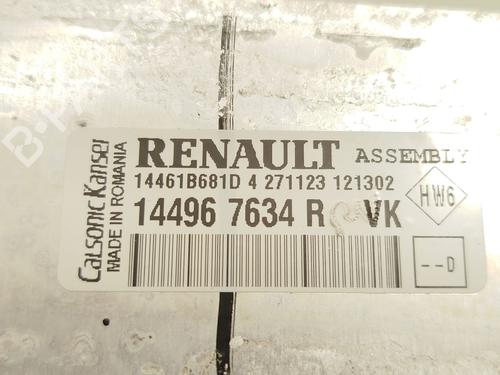 RENAULT ASSEMBLY
14461B681D 4 271123 121302
14496 7634 R VK
HW6
--D
Calsonic Kansei
MADE IN ROMANIA